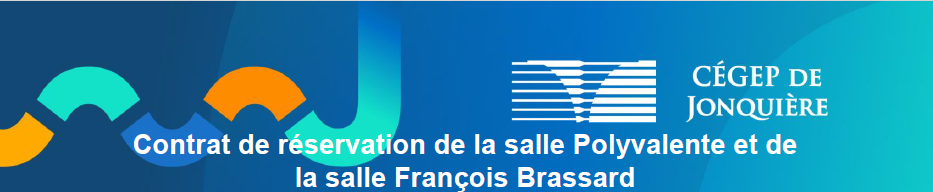 CÉGEP DE
JONQUIÈRE
Contrat de réservation de la salle Polyvalente et de
la salle François Brassard